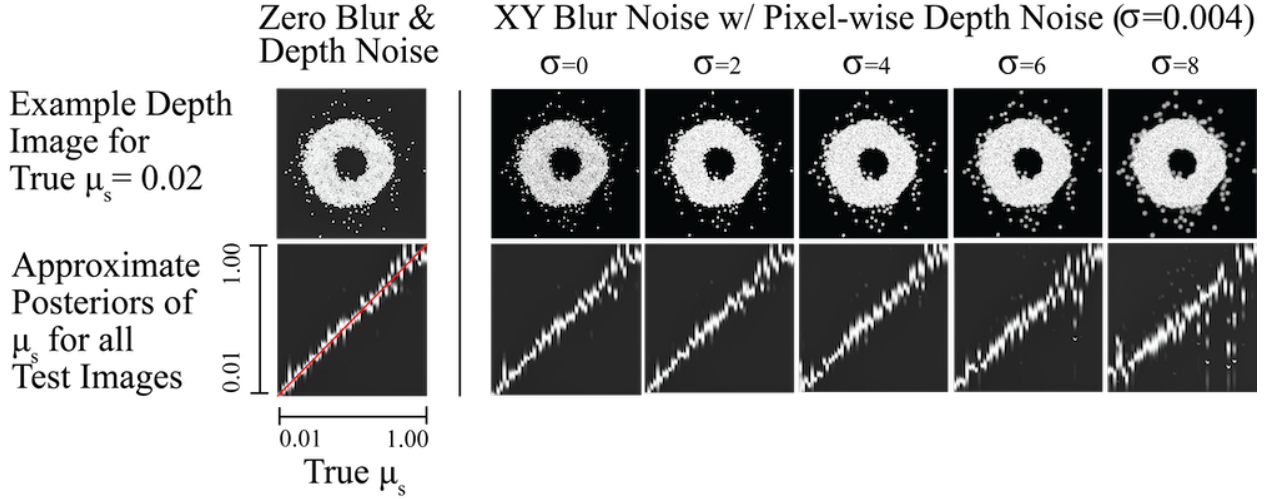 Zero Blur &
Depth Noise
XY Blur Noise w/ Pixel-wise Depth Noise (σ=0.004)
σ=0
σ=2
σ=4
σ=6
σ=8
Example Depth
Image for
True μs= 0.02
Approximate
Posteriors of
μs for all
Test Images
1.00
0.01
0.01
1.00
True μs